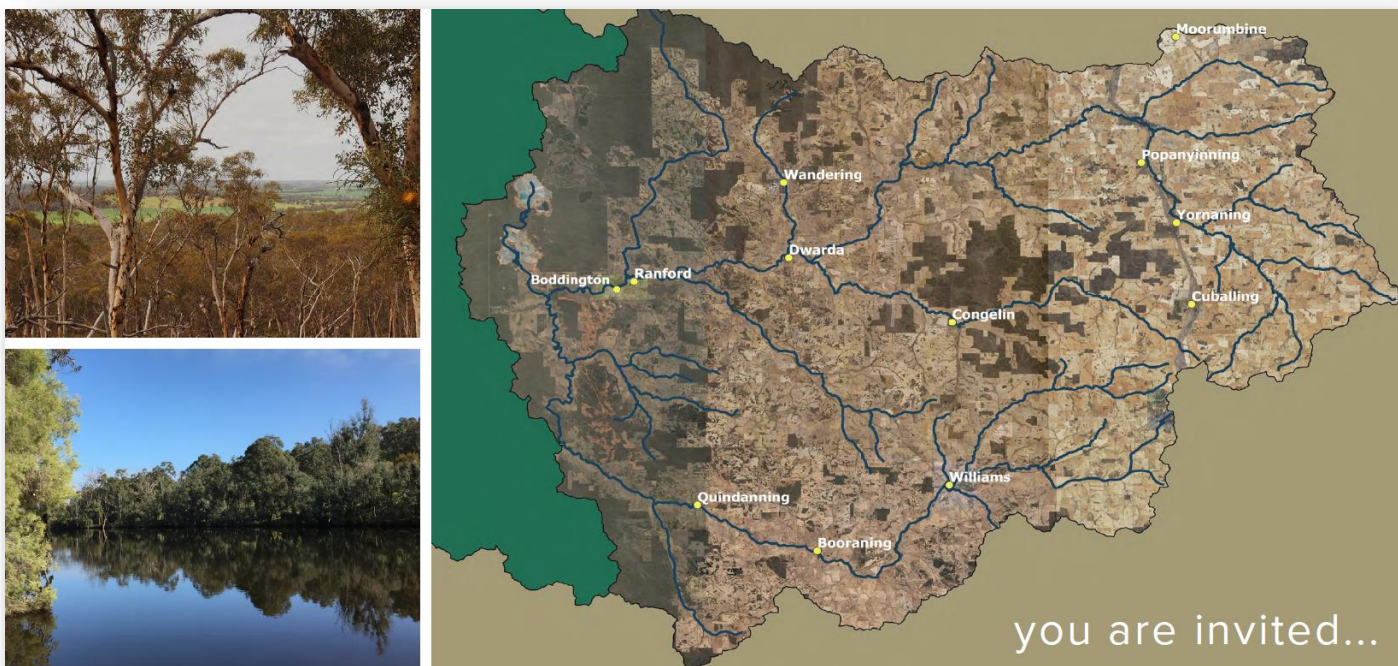 Moorumbine
Popanyinning
Wandering
Yornaning
Dwarda
Boddington
Ranford
Cuballing
Congelin
Williams
Quindanning
Booraning
you are invited...